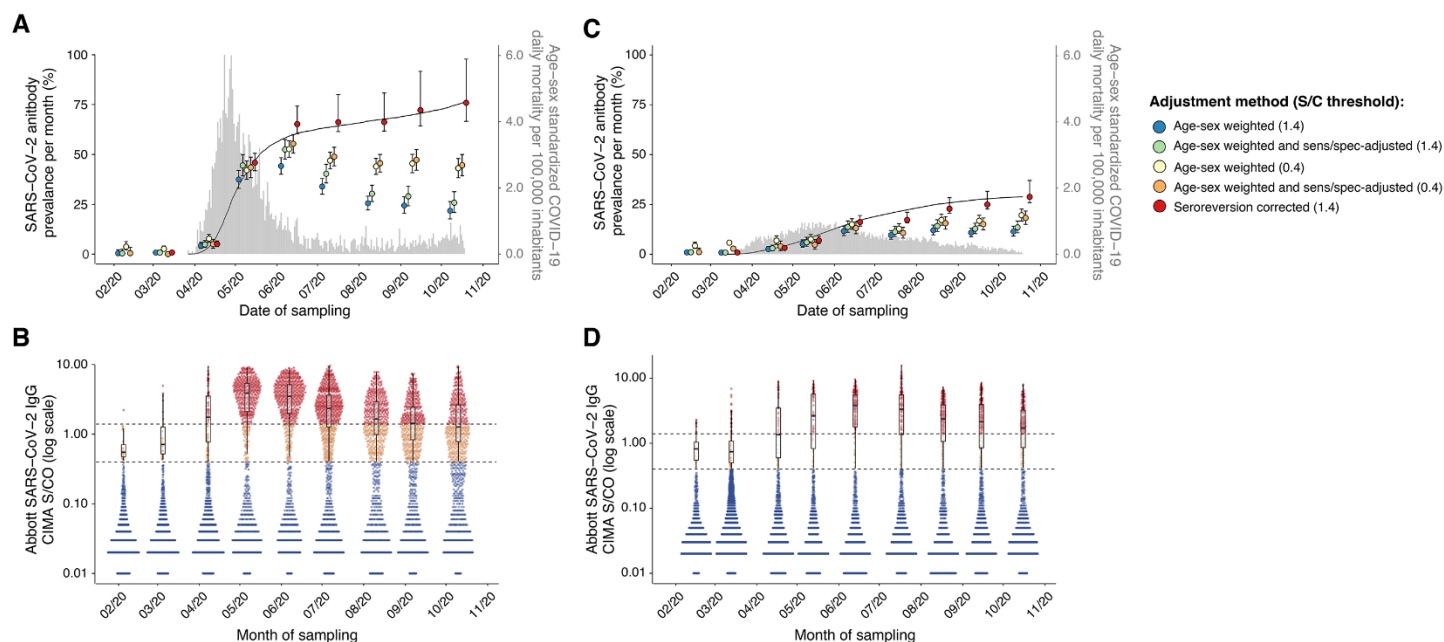 A
SARS−CoV−2 anitbody
prevalance per month (%)
100
75
50
25
0
6.0
4.0
2.0
0.0
Age−sex standardized COVID−19
daily mortality per 100,000 inhabitants
02/20
03/20
04/20
05/20
06/20
07/20
08/20
09/20
10/20
11/20
Date of sampling
C
SARS−CoV−2 anitbody
prevalance per month (%)
100
75
50
25
0
6.0
4.0
2.0
0.0
Age−sex standardized COVID−19
daily mortality per 100,000 inhabitants
02/20
03/20
04/20
05/20
06/20
07/20
08/20
09/20
10/20
11/20
Date of sampling
Adjustment method (S/C threshold):
Age−sex weighted (1.4)
Age−sex weighted and sens/spec−adjusted (1.4)
Age−sex weighted (0.4)
Age−sex weighted and sens/spec−adjusted (0.4)
Seroreversion corrected (1.4)
B
Abbott SARS−CoV−2 IgG
CIMA S/CO (log scale)
10.00
1.00
0.10
0.01
02/20
03/20
04/20
05/20
06/20
07/20
08/20
09/20
10/20
11/20
Month of sampling
D
Abbott SARS−CoV−2 IgG
CIMA S/CO (log scale)
10.00
1.00
0.10
0.01
02/20
03/20
04/20
05/20
06/20
07/20
08/20
09/20
10/20
11/20
Month of sampling